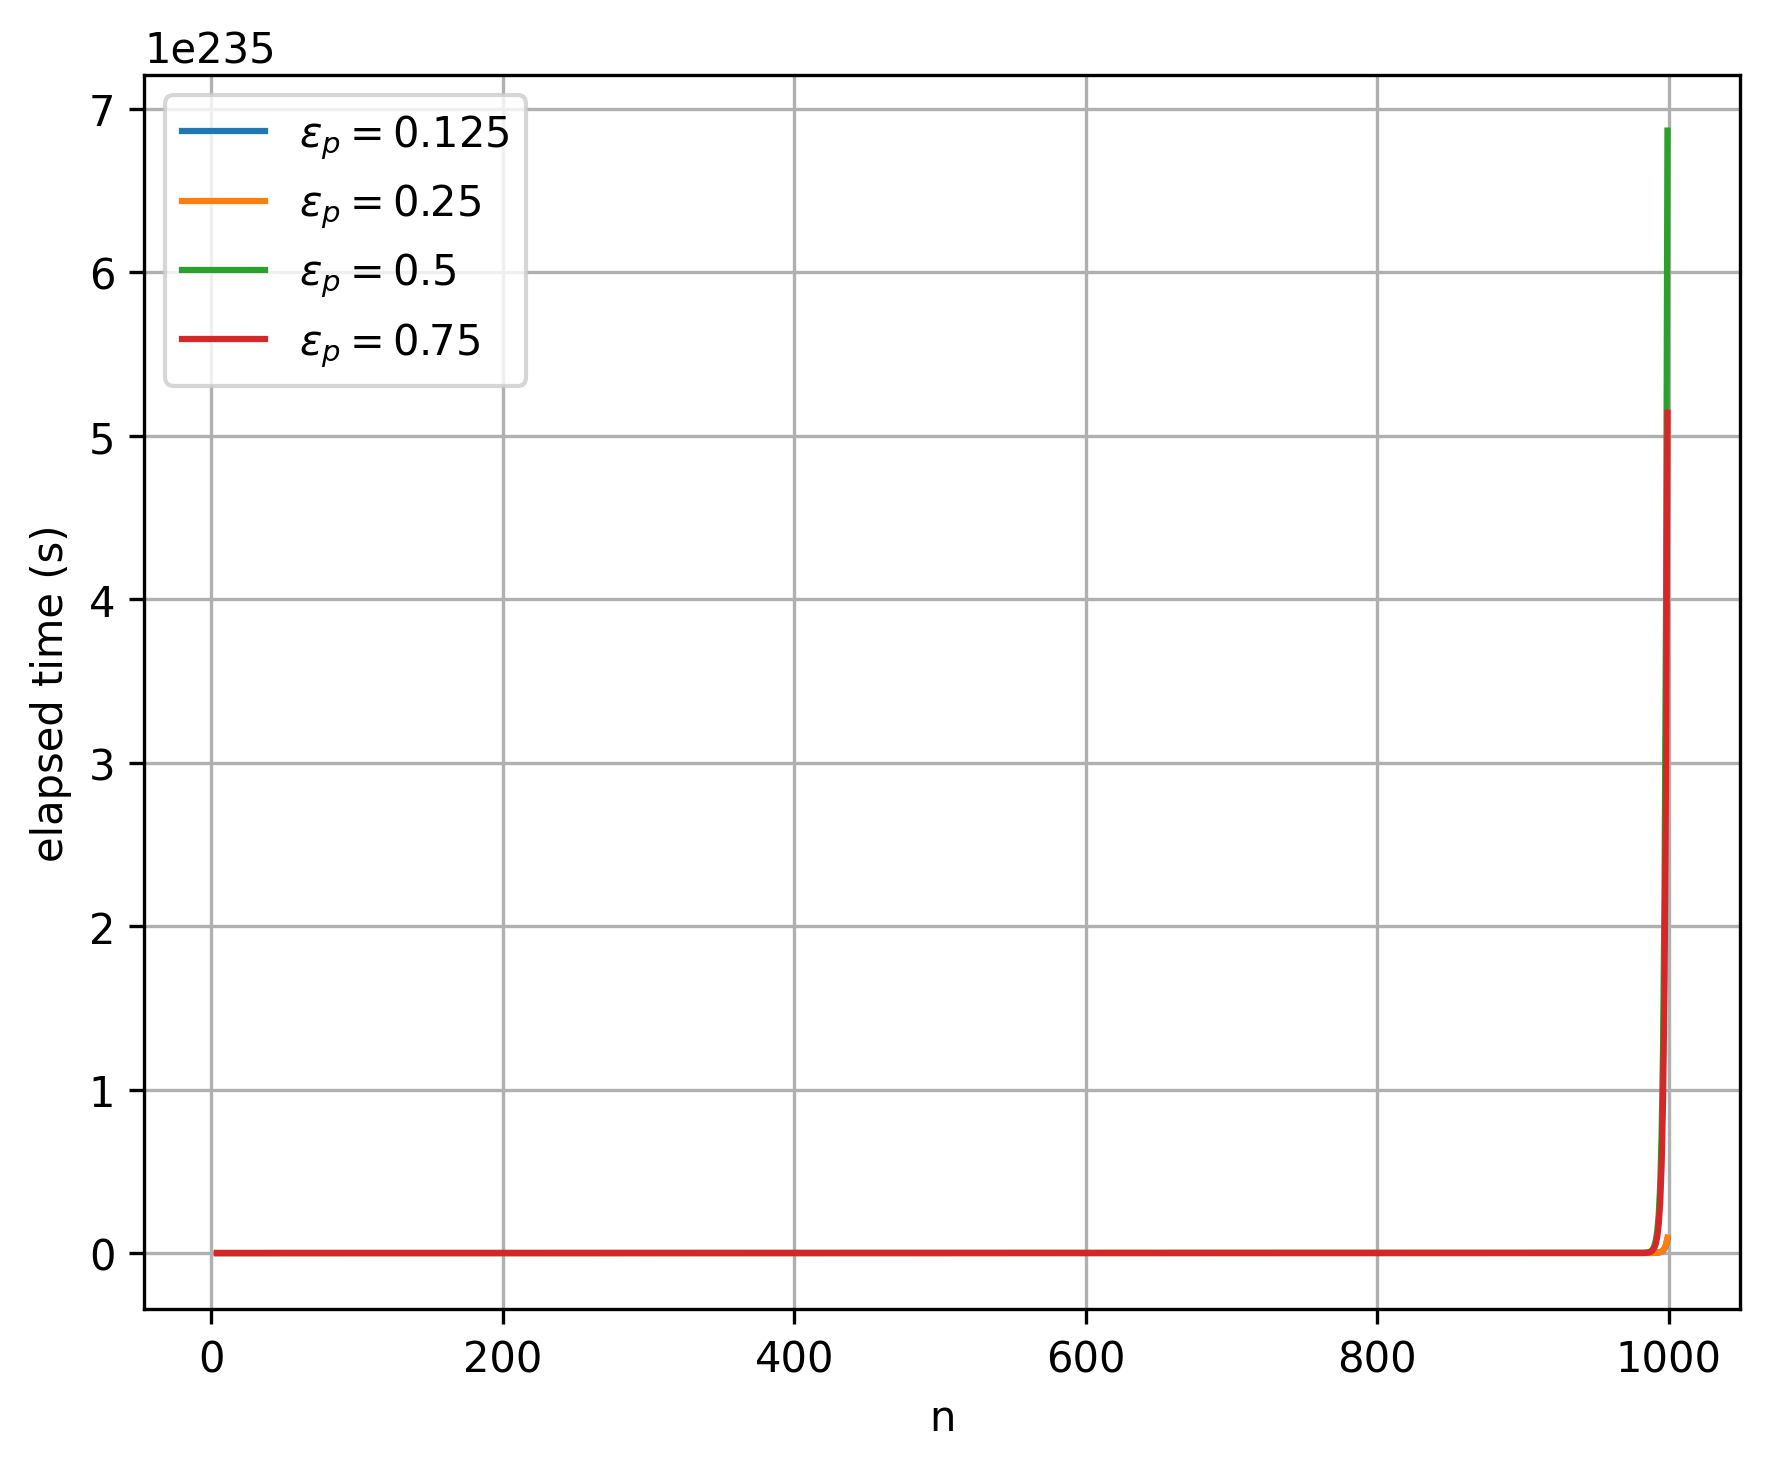 1e235
7
6
5
4
3
2
1
0
elapsed time (s)
εp = 0.125
εp = 0.25
εp = 0.5
εp = 0.75
0 200 400 600 800 1000
n